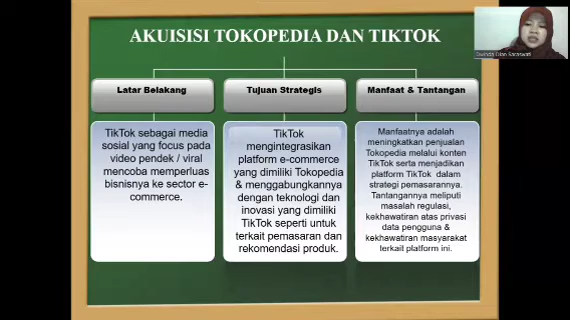 AKUISISI TOKOPEDIA DAN TIKTOK
Latar Belakang
TikTok sebagai media
sosial yang focus pada
video pendek / viral
mencoba memperluas
bisnisnya ke sector e-
commerce.
Tujuan Strategis
TikTok
mengintegrasikan
platform e-commerce
yang dimiliki Tokopedia
& menggabungkannya
dengan teknologi dan
inovasi yang dimiliki
TikTok seperti untuk
terkait pemasaran dan
rekomendasi produk.
Manfaat & Tantangan
Manfaatnya adalah
meningkatkan penjualan
Tokopedia melalui konten
TikTok serta menjadikan
platform TikTok dalam
strategi pemasarannya.
Tantangannya meliputi
masalah regulasi,
kekhawatiran atas privasi
data pengguna &
kekhawatiran masyarakat
terkait platform ini.